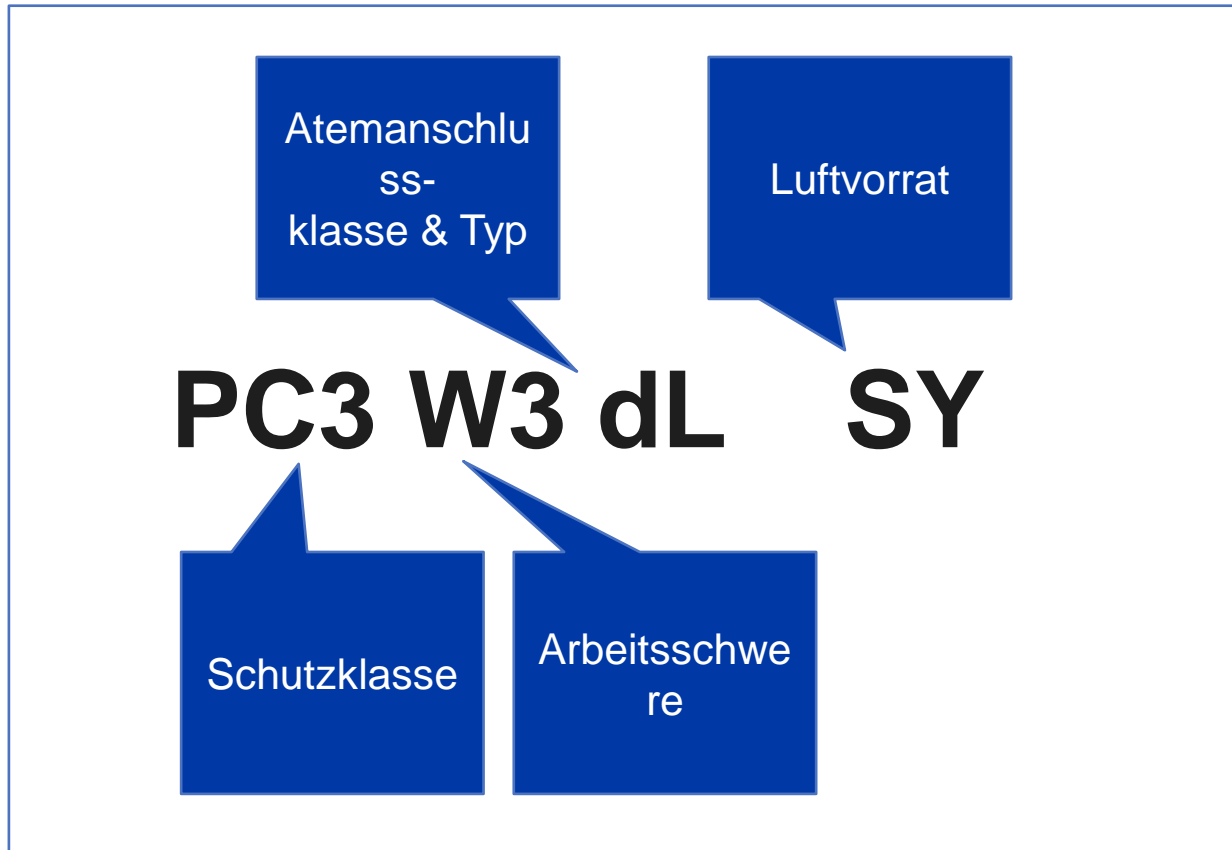 Atemanschlu
ss-
klasse & Typ
Luftvorrat
PC3 W3 dL SY
Schutzklasse
Arbeitsschwe
re